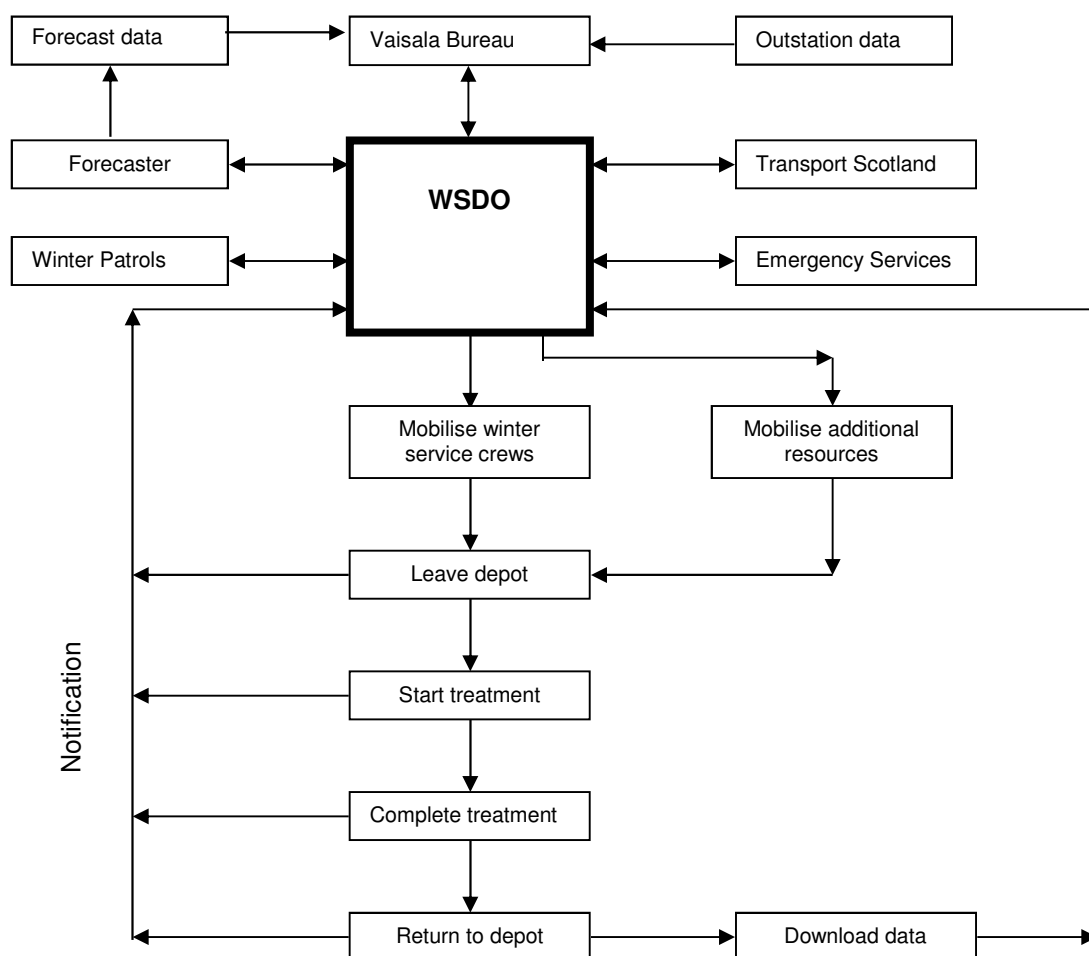 Forecast data
Vaisala Bureau
Outstation data
Forecaster
WSDO
Transport Scotland
Winter Patrols
Emergency Services
Mobilise winter
service crews
Mobilise additional
resources
Leave depot
Notification
Start treatment
Complete treatment
Return to depot
Download data